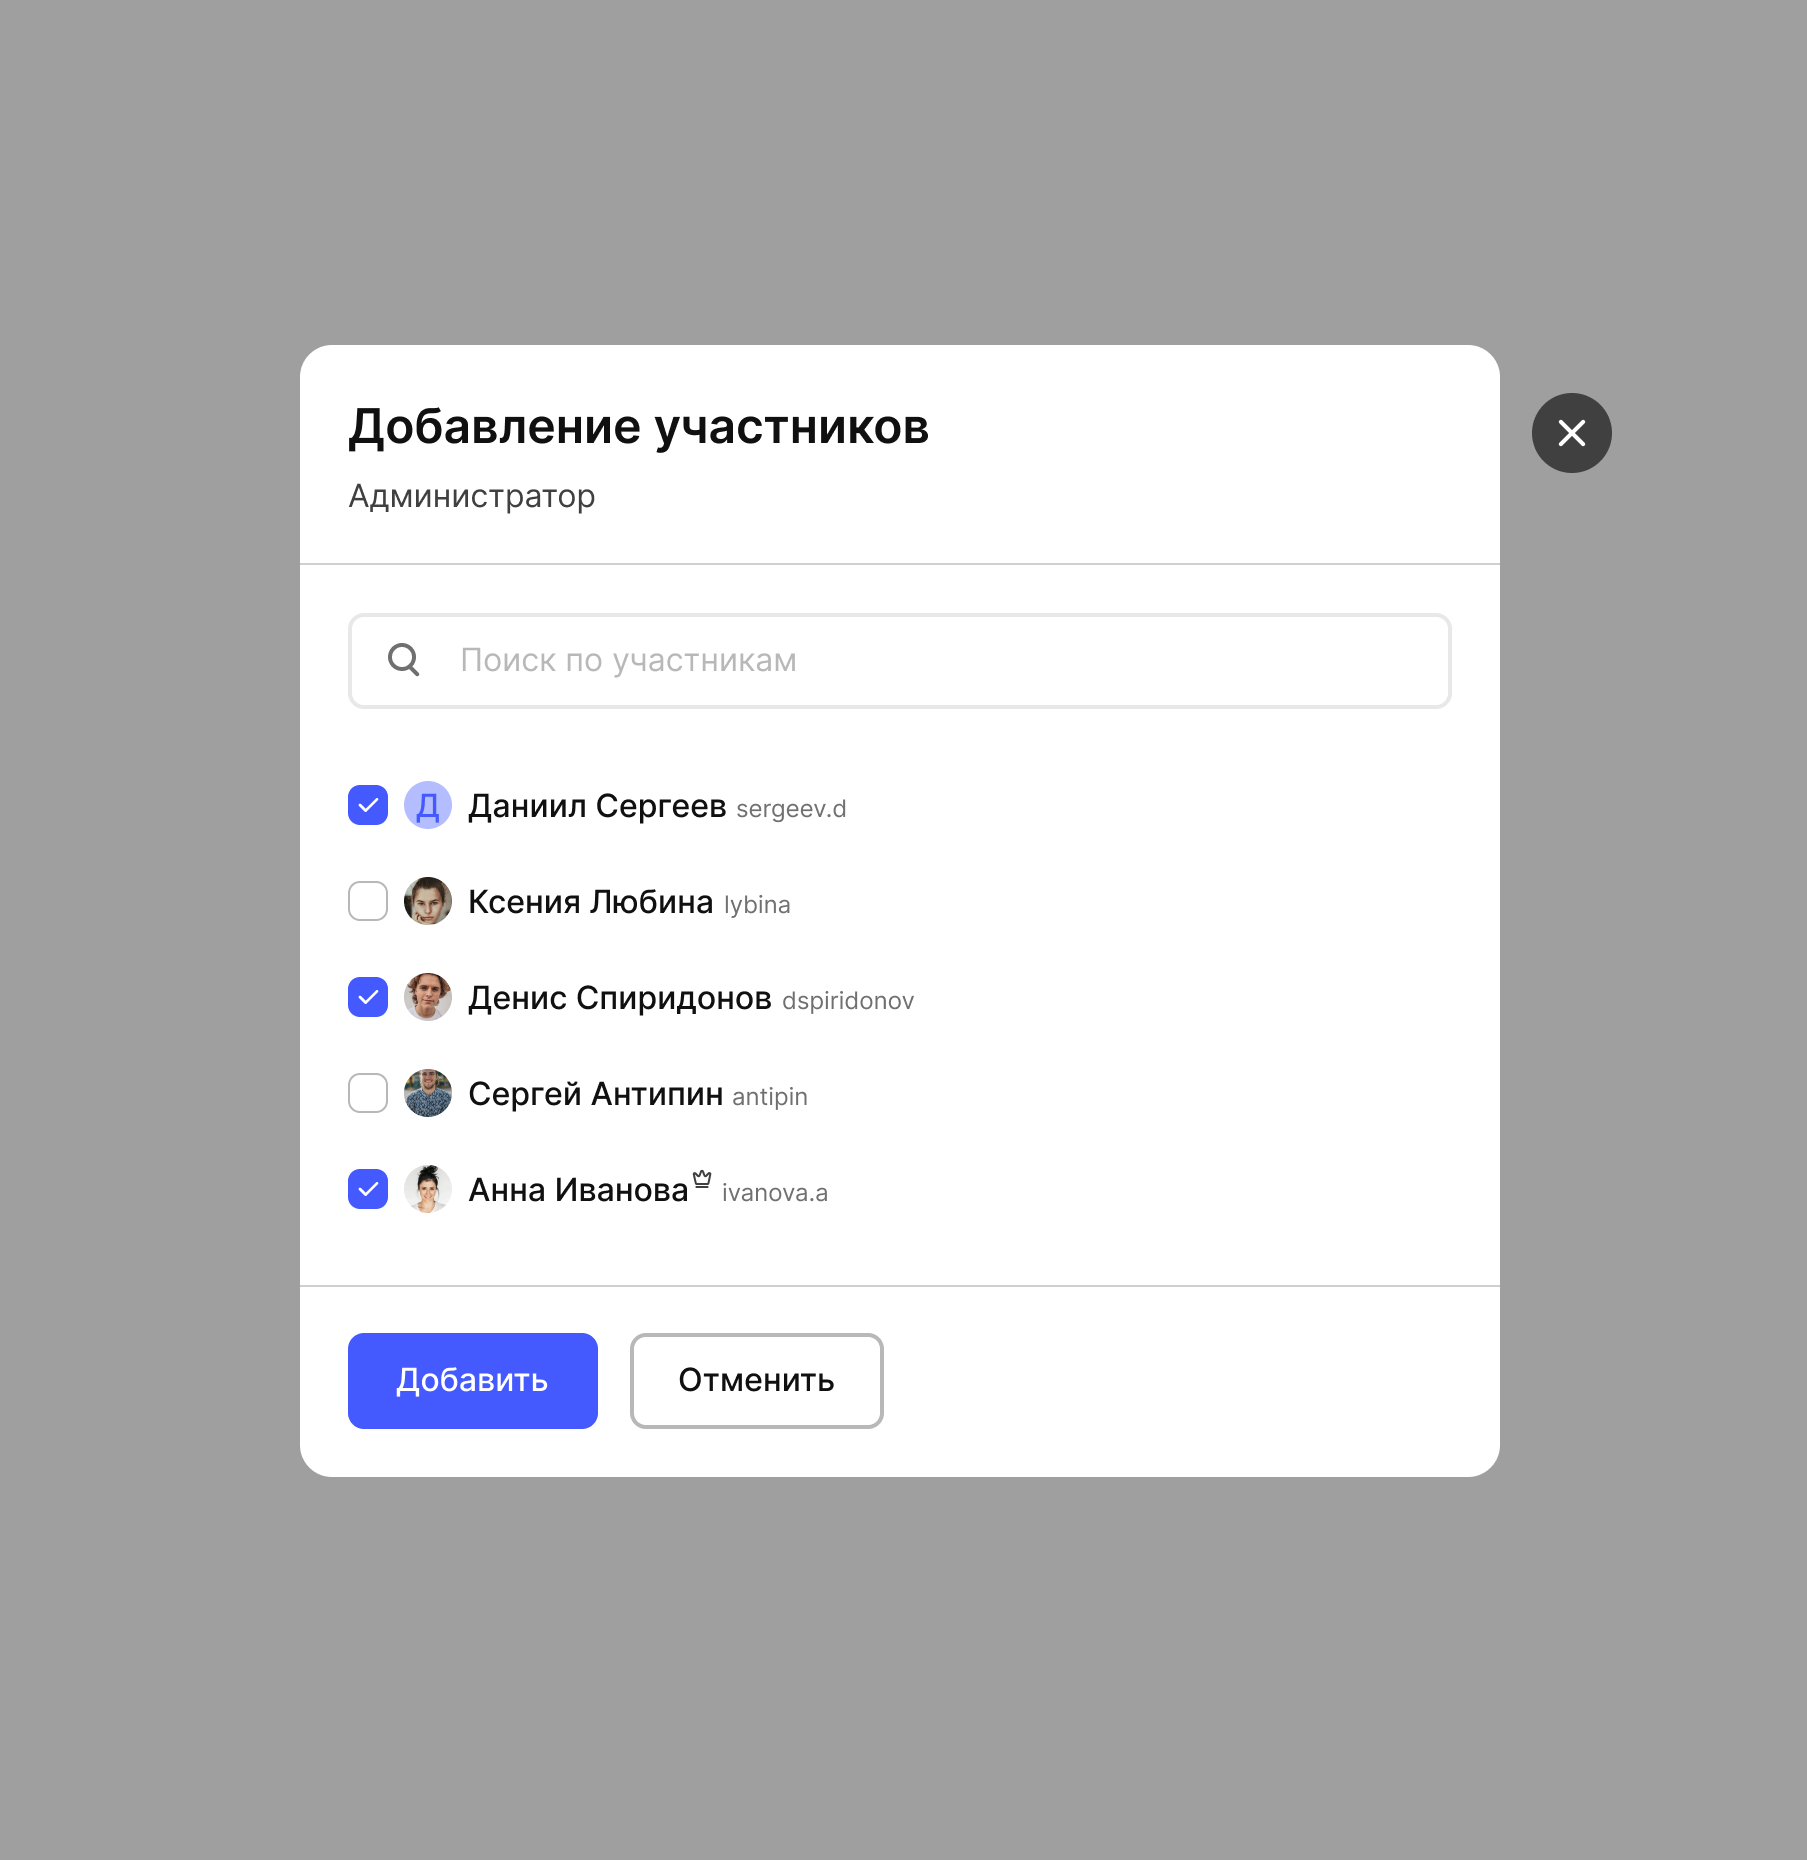 Добавление участников
Администратор
Поиск по участникам
Д Даниил Сергеев sergeev.d
Ксения Любина lybina
Денис Спиридонов dspiridonov
Сергей Антипин antipin
Анна Иванова ivanova.a
Добавить Отменить